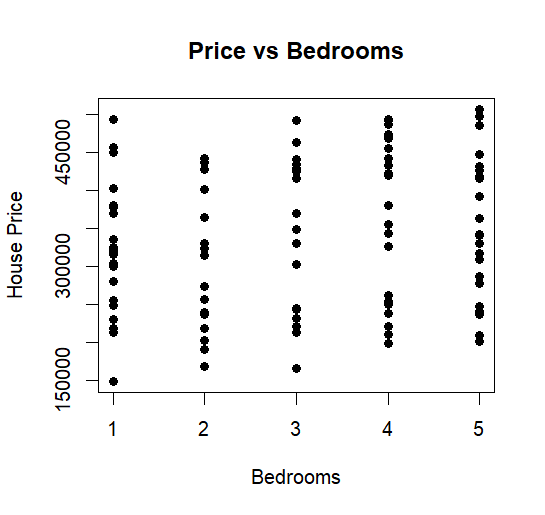 Price vs Bedrooms
House Price
450000
300000
150000
1 2 3 4 5
Bedrooms